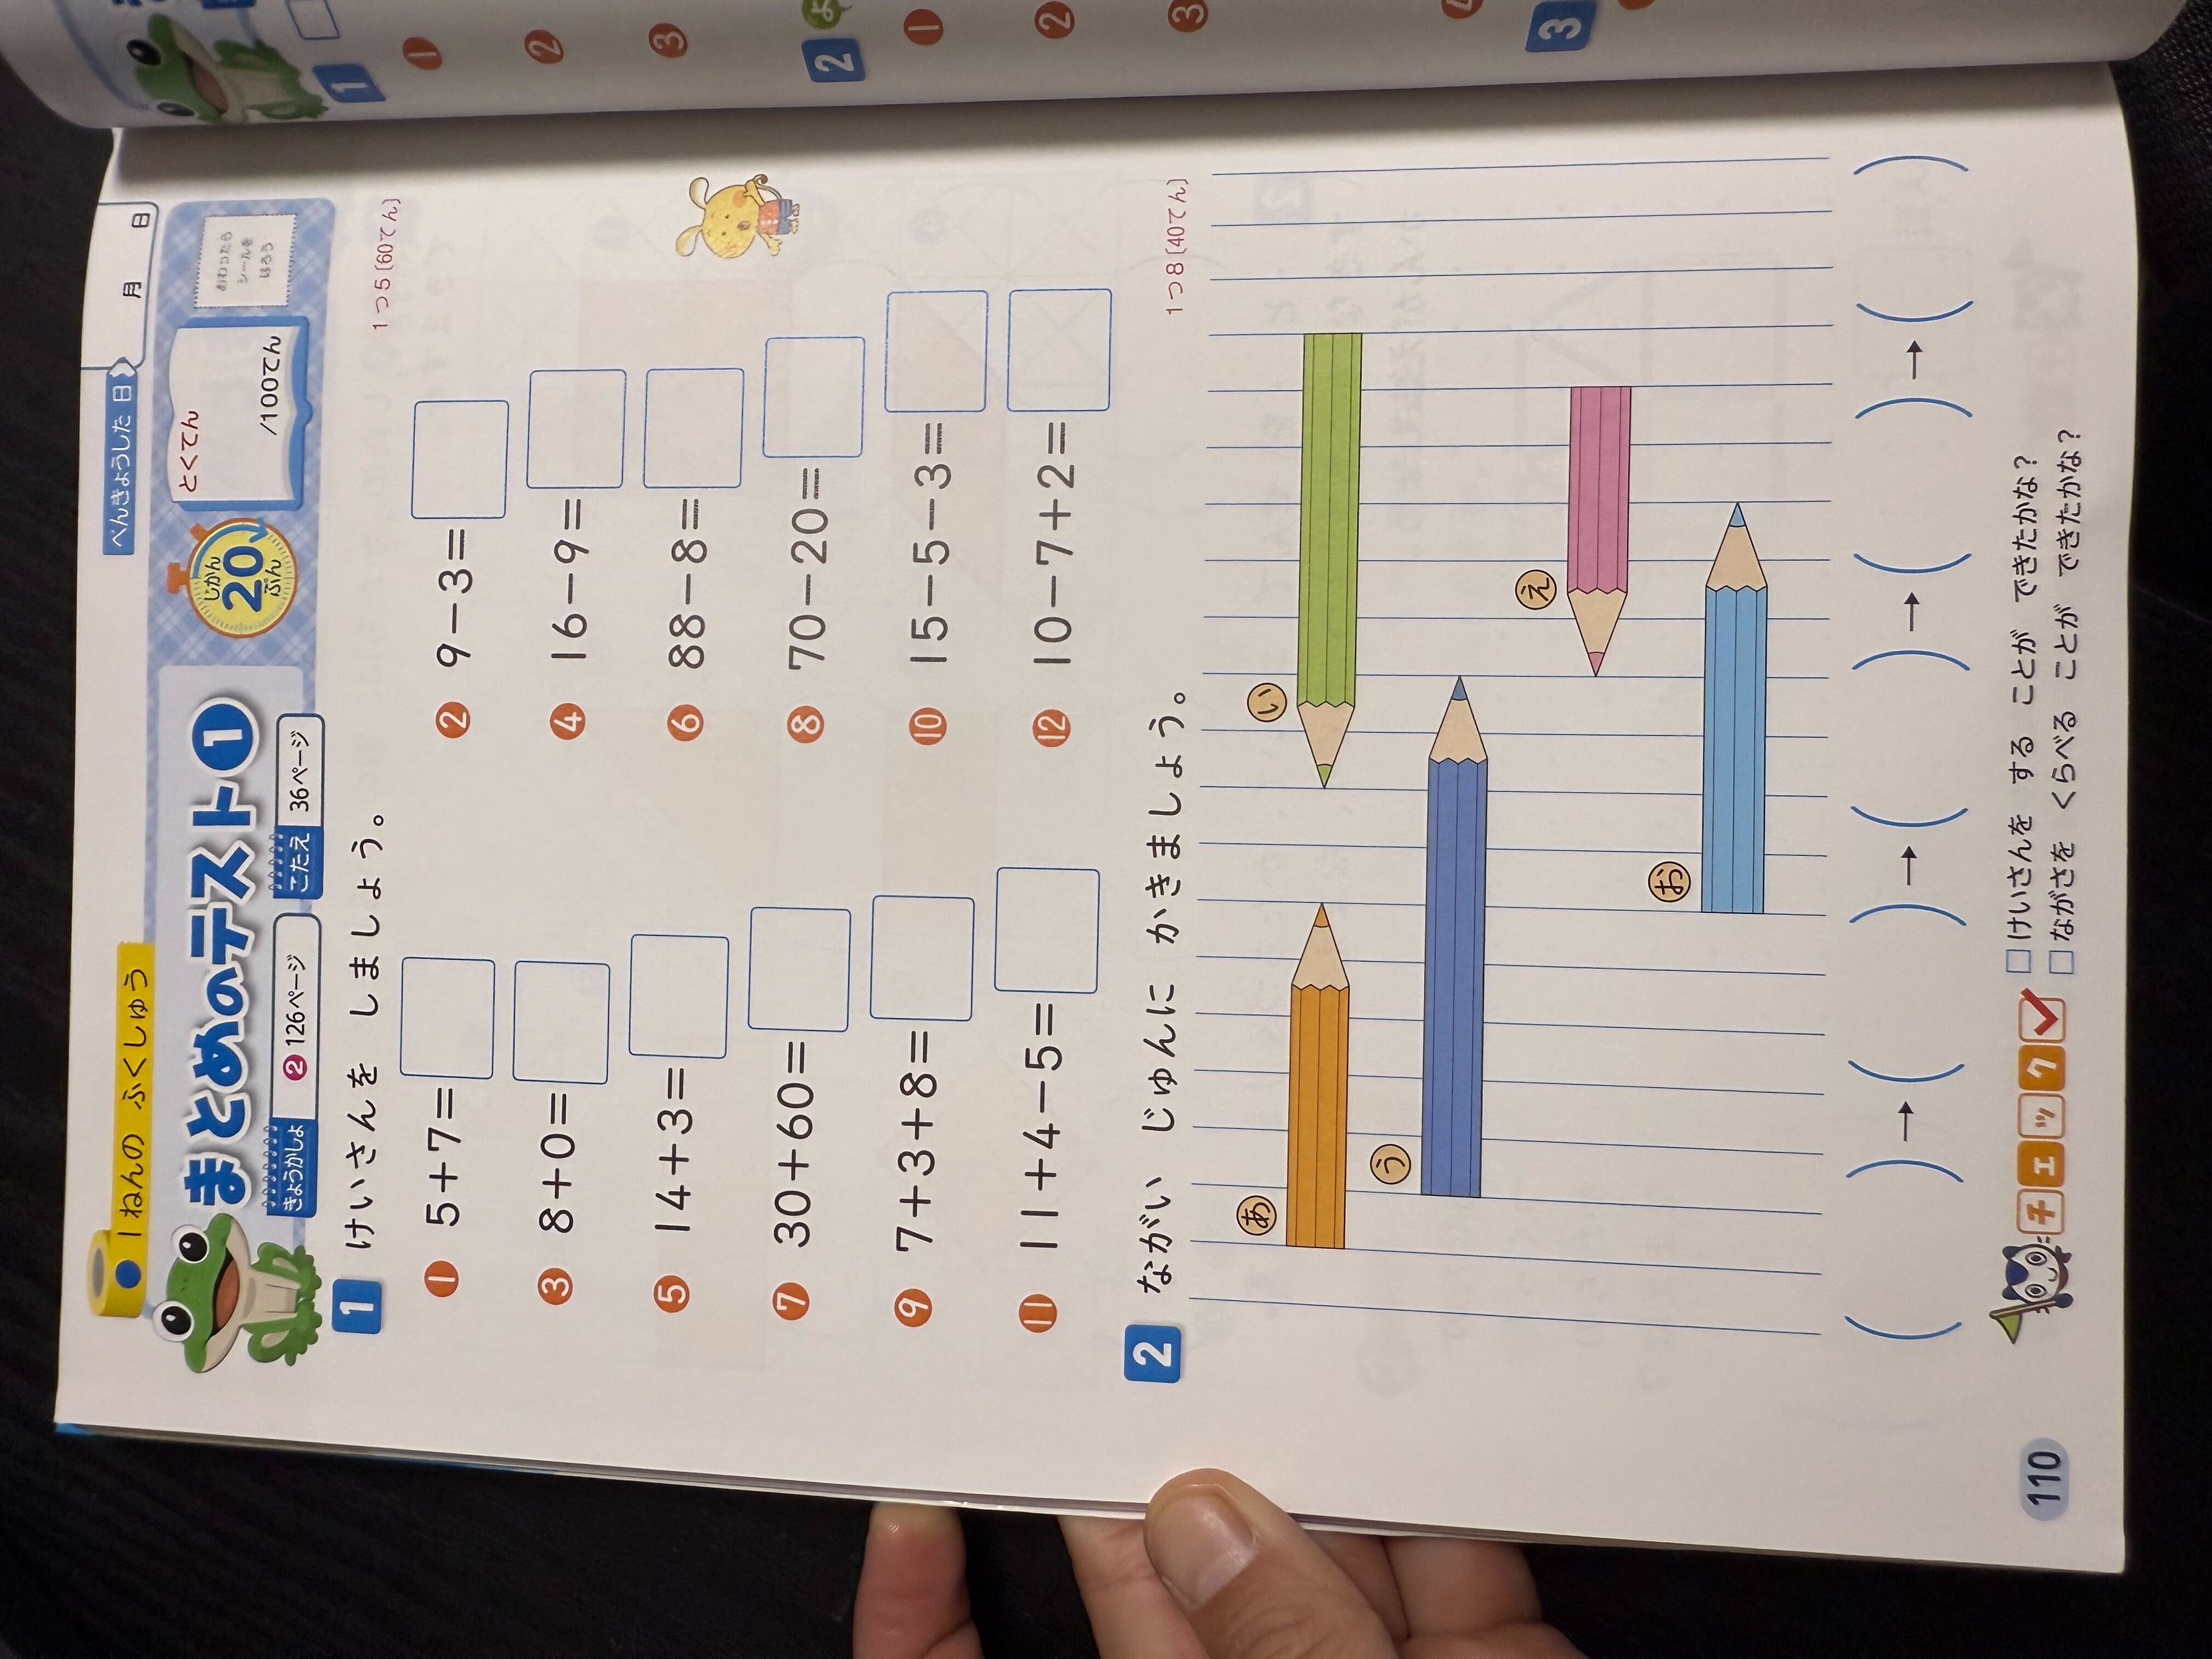 1ねんの ふくしゅう
べんきょうした 日 月 日
まとめのテスト 1
きょうかしょ ② 126ページ こたえ 36ページ
じかん 20 ぷん
とくてん /100てん
おわったら シールを はろう
1 けいさんを しましょう。 1つ5〔60てん〕
① 5+7= ② 9-3=
③ 8+0= ④ 16-9=
⑤ 14+3= ⑥ 88-8=
⑦ 30+60= ⑧ 70-20=
⑨ 7+3+8= ⑩ 15-5-3=
⑪ 11+4-5= ⑫ 10-7+2=
2 ながい じゅんに かきましょう。 1つ8〔40てん〕
あ い
う
え
お
( )→( )→( )→( )→( )
チェック✓ □けいさんを する ことが できたかな?
□ながさを くらべる ことが できたかな?
110
1
①
②
③
2
①
②
③
3